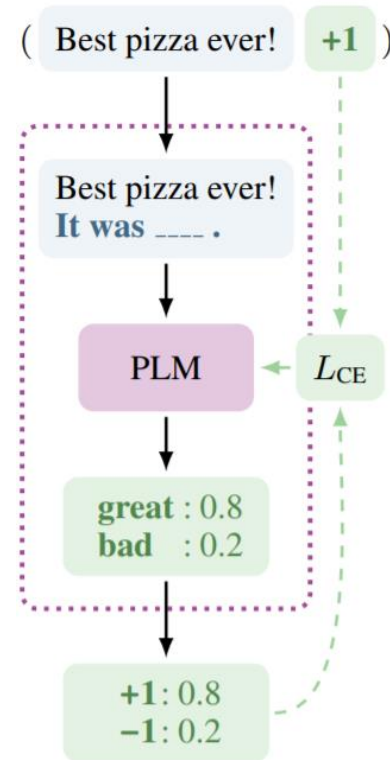 ( Best pizza ever! +1 )
Best pizza ever!
It was ____ .
PLM
L_CE
great : 0.8
bad : 0.2
+1: 0.8
−1: 0.2